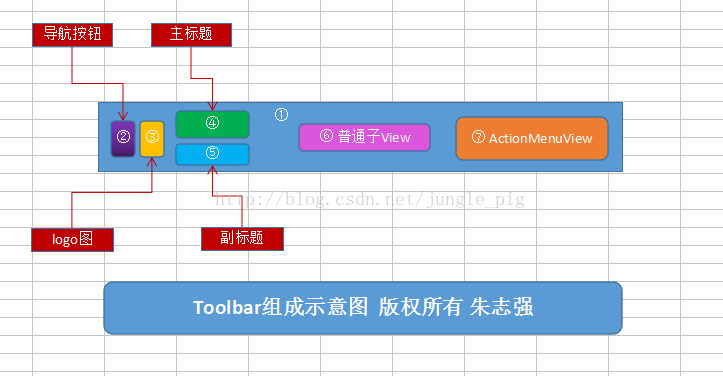 导航按钮
主标题
①
②
③
④
⑤
⑥ 普通子View
⑦ ActionMenuView
http://blog.csdn.net/jungle_pig
logo图
副标题
Toolbar组成示意图 版权所有 朱志强